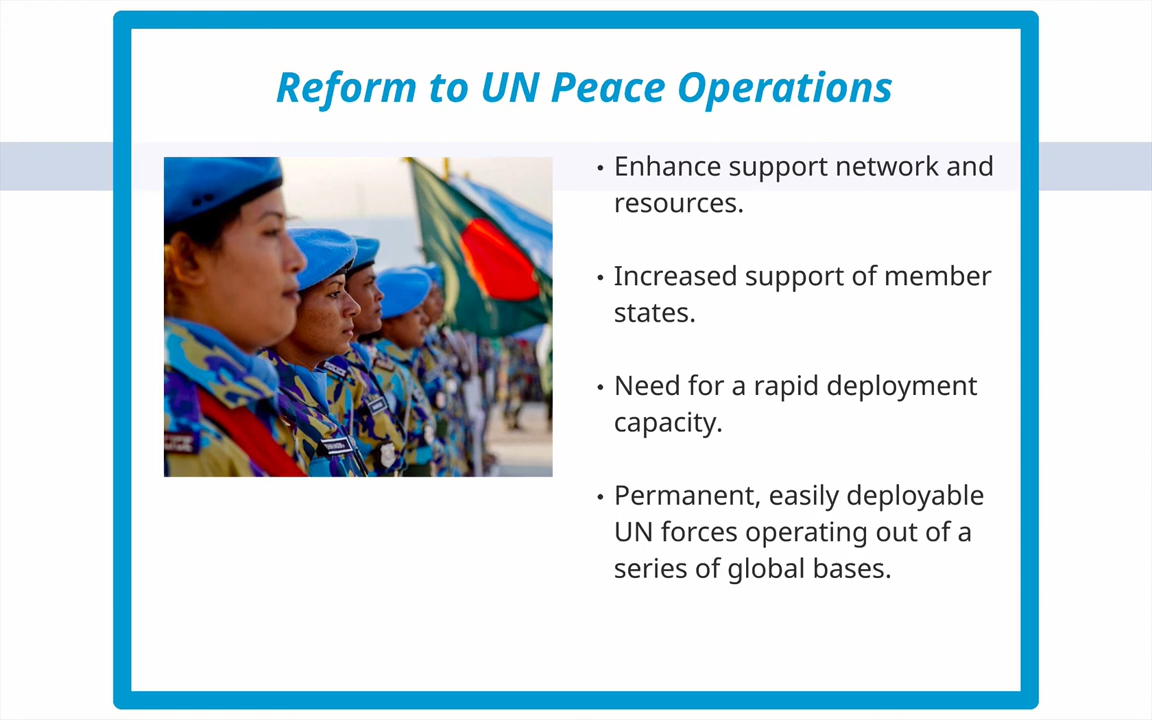 Reform to UN Peace Operations
• Enhance support network and
resources.
• Increased support of member
states.
• Need for a rapid deployment
capacity.
• Permanent, easily deployable
UN forces operating out of a
series of global bases.